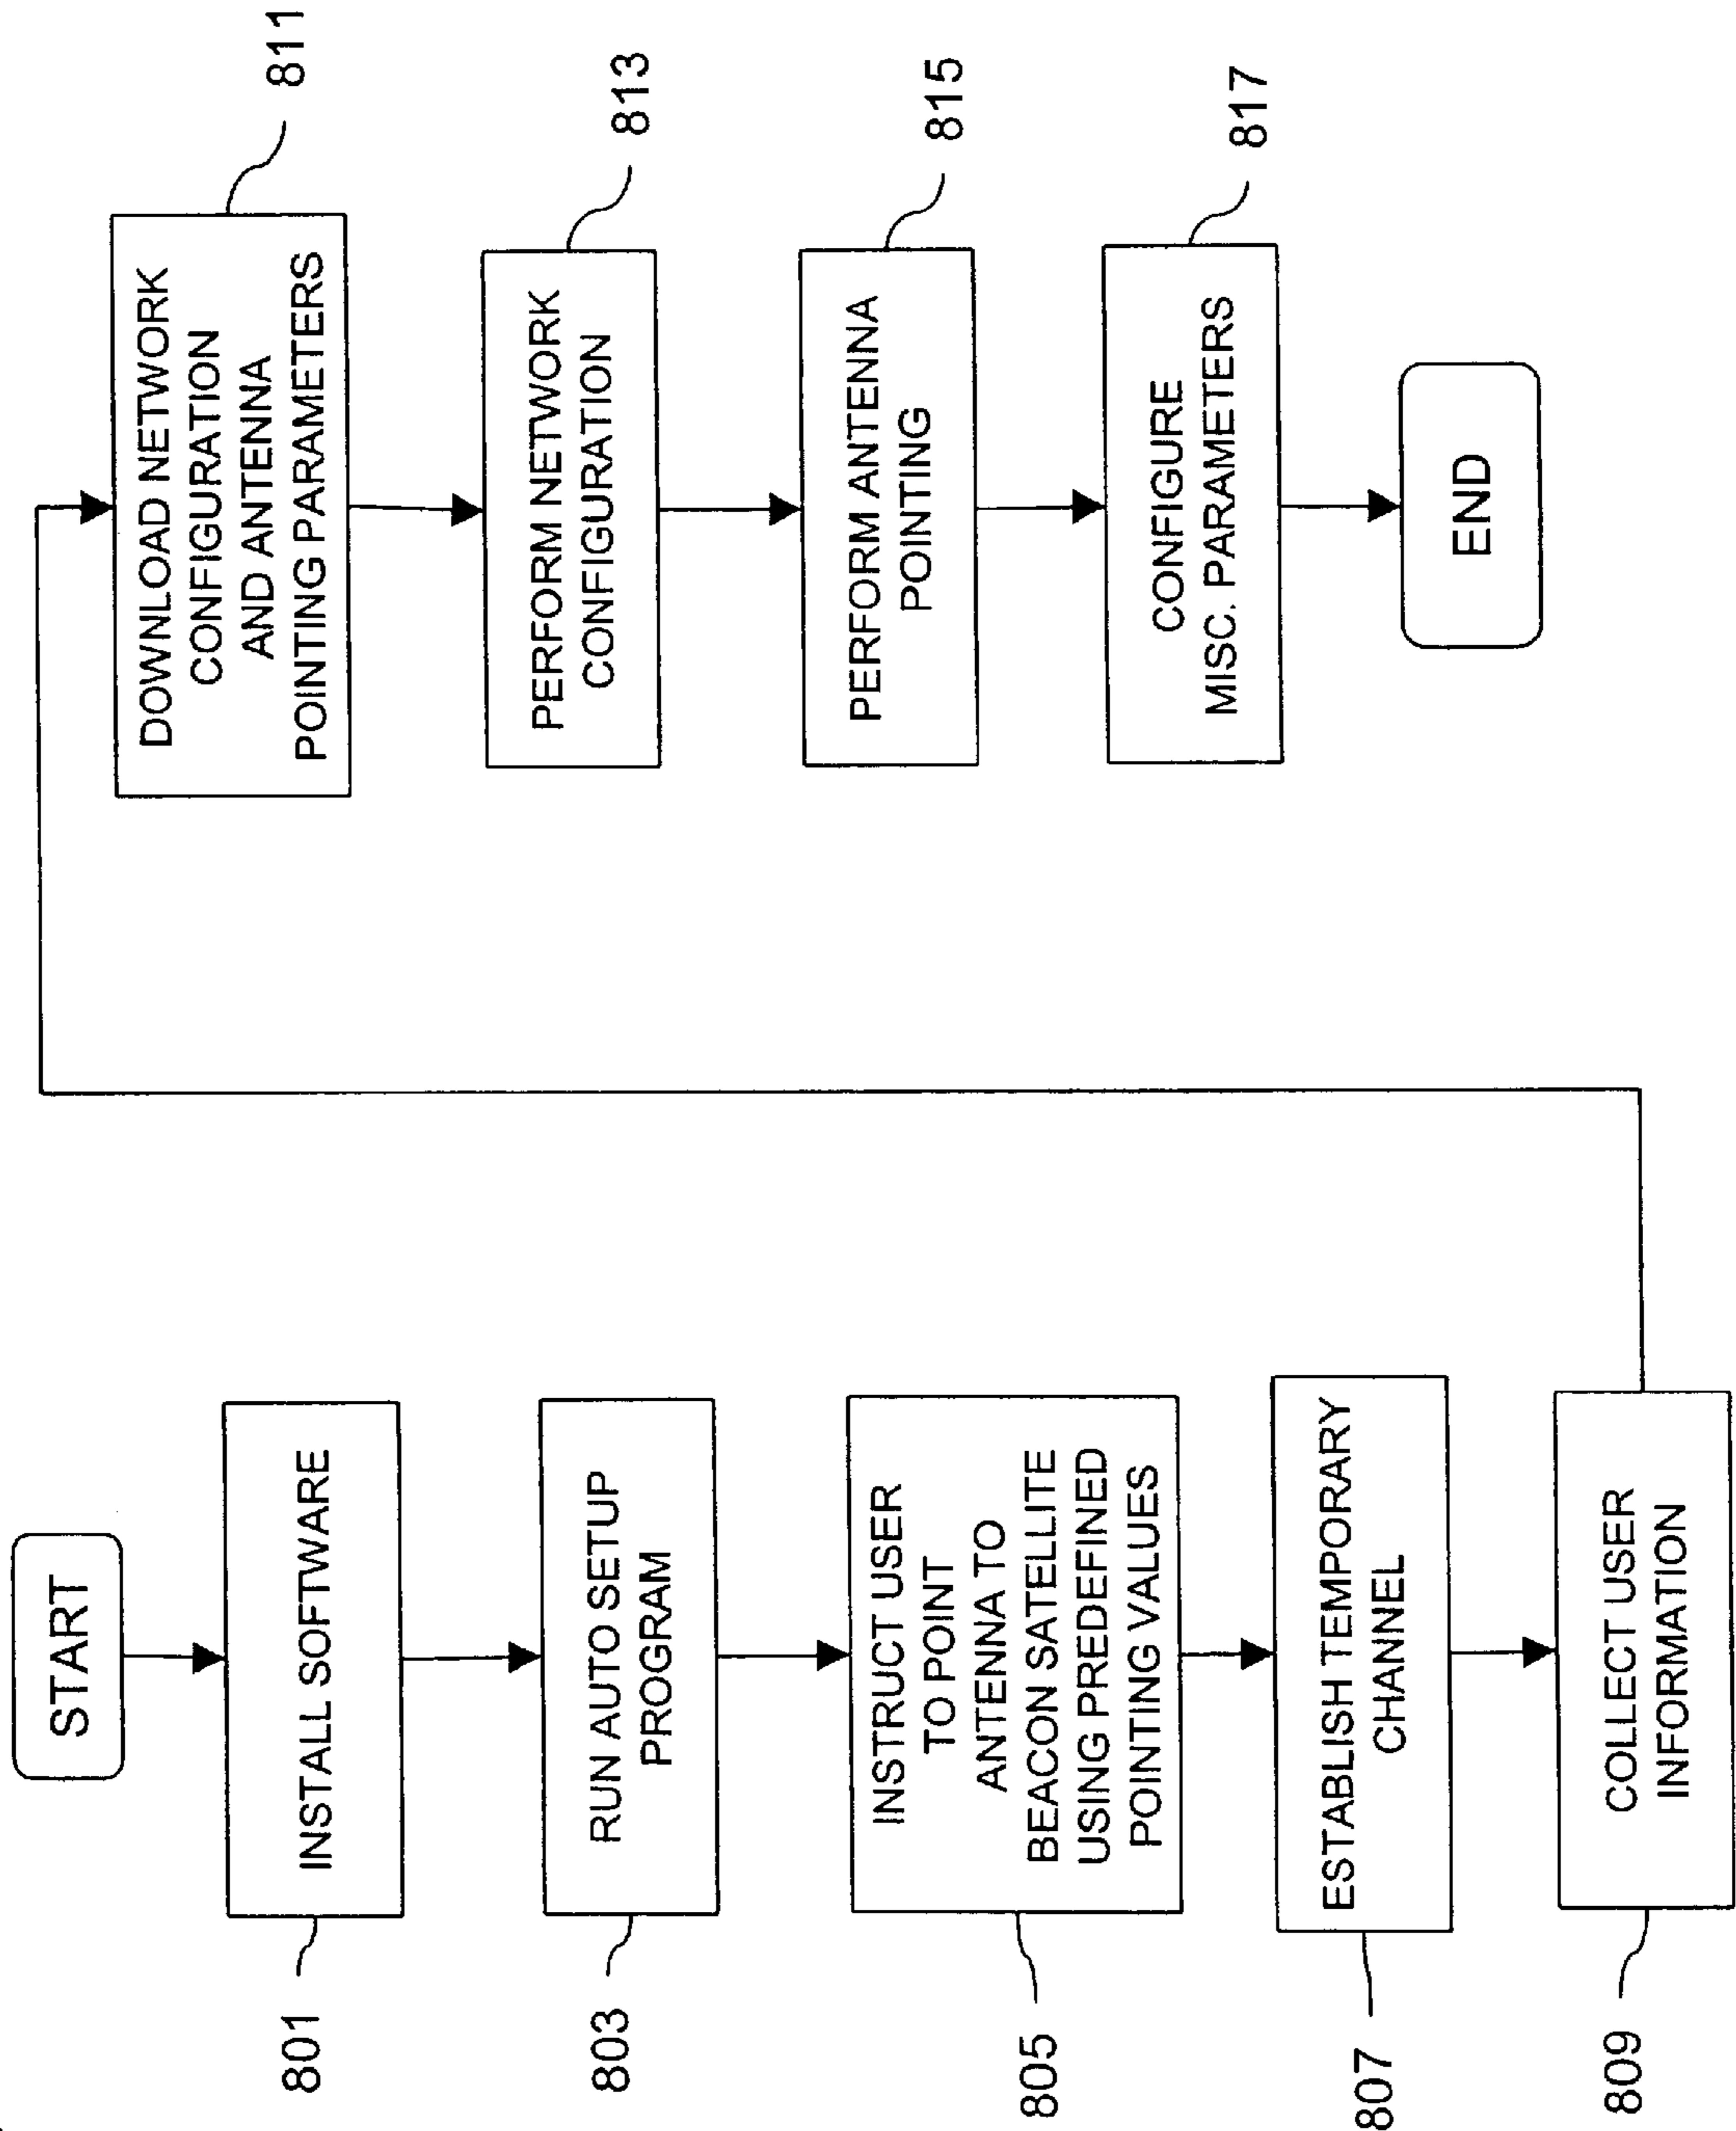 START
INSTALL SOFTWARE
801
RUN AUTO SETUP
PROGRAM
803
INSTRUCT USER
TO POINT
ANTENNA TO
BEACON SATELLITE
USING PREDEFINED
POINTING VALUES
805
ESTABLISH TEMPORARY
CHANNEL
807
COLLECT USER
INFORMATION
809
DOWNLOAD NETWORK
CONFIGURATION
AND ANTENNA
POINTING PARAMETERS
811
PERFORM NETWORK
CONFIGURATION
813
PERFORM ANTENNA
POINTING
815
CONFIGURE
MISC. PARAMETERS
817
END